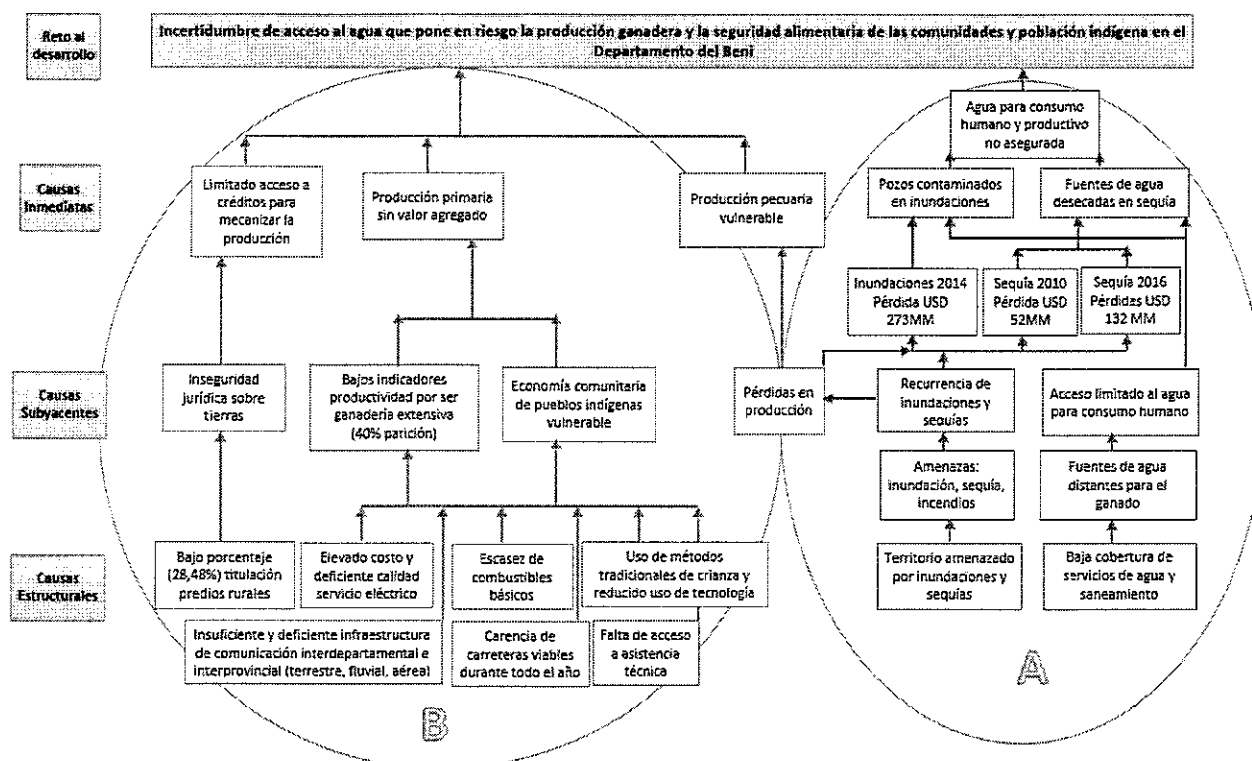 Reto al
desarrollo
Incertidumbre de acceso al agua que pone en riesgo la producción ganadera y la seguridad alimentaria de las comunidades y población indígena en el
Departamento del Beni
Agua para consumo
humano y productivo
no asegurada
Causas
Inmediatas
Limitado acceso a
créditos para
mecanizar la
producción
Producción primaria
sin valor agregado
Producción pecuaria
vulnerable
Pozos contaminados
en inundaciones
Fuentes de agua
desecadas en sequía
Inundaciones 2014
Pérdida USD
273MM
Sequía 2010
Pérdida USD
52MM
Sequía 2016
Pérdidas USD
132 MM
Causas
Subyacentes
Inseguridad
jurídica sobre
tierras
Bajos indicadores
productividad por ser
ganadería extensiva
(40% parición)
Economía comunitaria
de pueblos indígenas
vulnerable
Pérdidas en
producción
Recurrencia de
inundaciones y
sequías
Acceso limitado al agua
para consumo humano
Amenazas:
inundación, sequía,
incendios
Fuentes de agua
distantes para el
ganado
Causas
Estructurales
Bajo porcentaje
(28,48%) titulación
predios rurales
Elevado costo y
deficiente calidad
servicio eléctrico
Escasez de
combustibles
básicos
Uso de métodos
tradicionales de crianza y
reducido uso de tecnología
Territorio amenazado
por inundaciones y
sequías
Baja cobertura de
servicios de agua y
saneamiento
Insuficiente y deficiente infraestructura
de comunicación interdepartamental e
interprovincial (terrestre, fluvial, aérea)
Carencia de
carreteras viables
durante todo el año
Falta de acceso
a asistencia
técnica
A
B